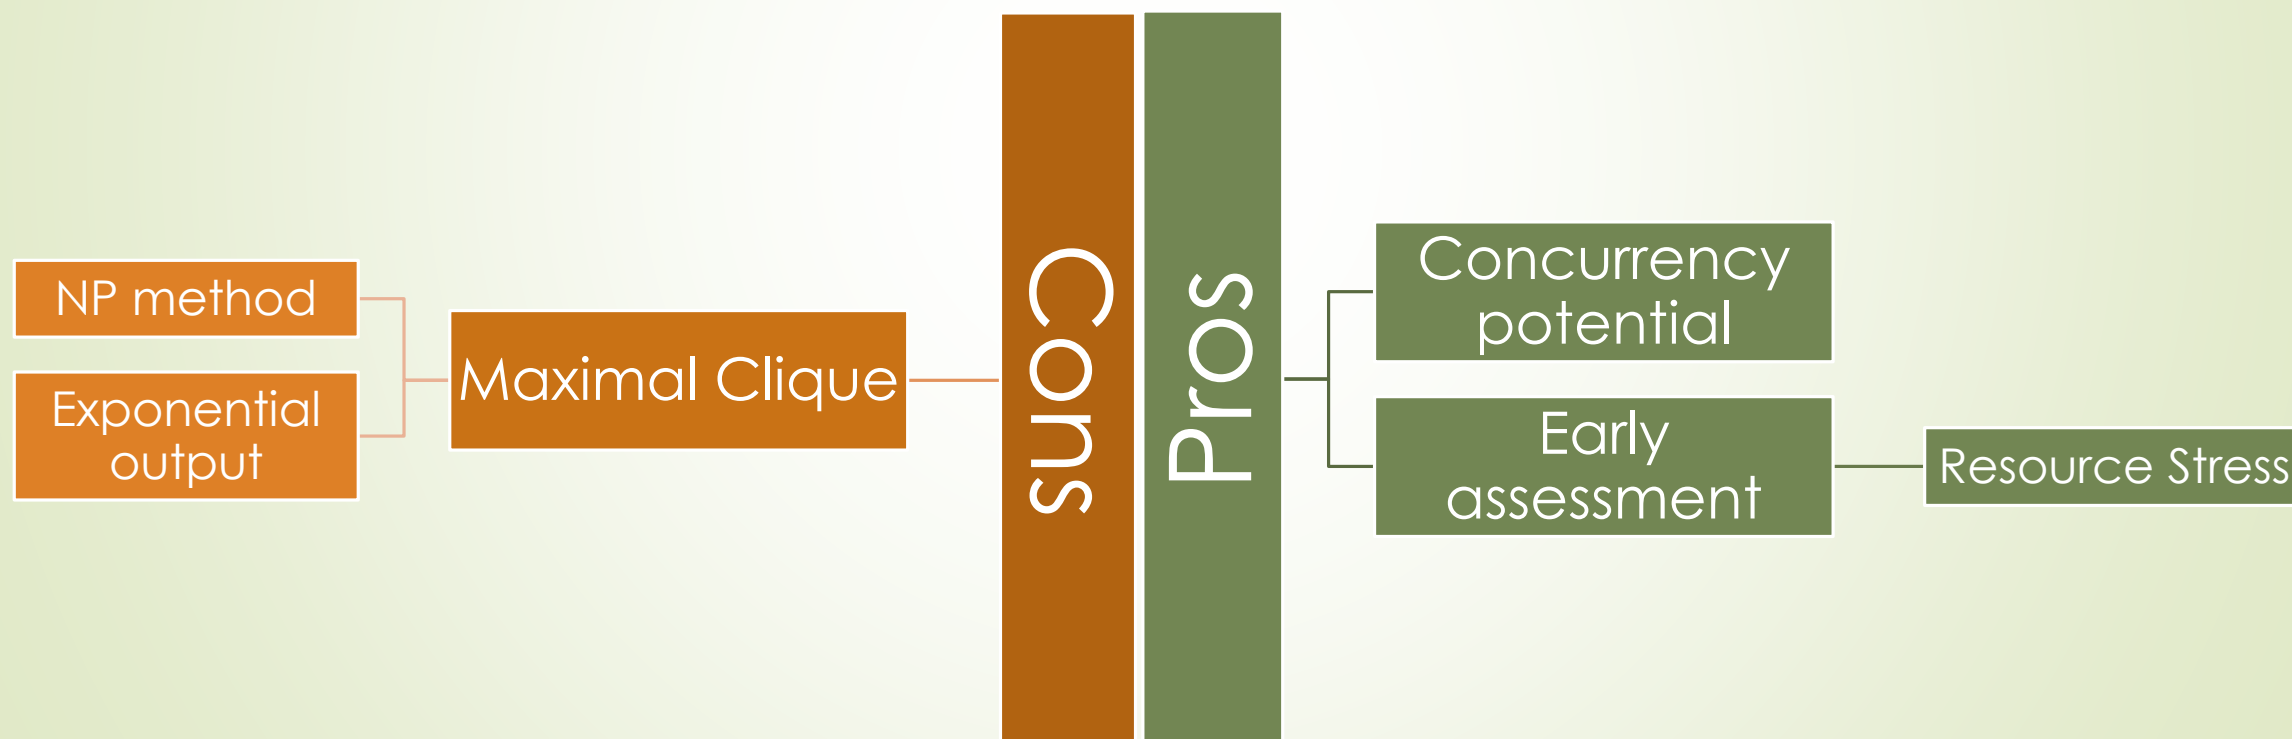 NP method
Exponential
output
Maximal Clique
Cons
Pros
Concurrency
potential
Early
assessment
Resource Stress